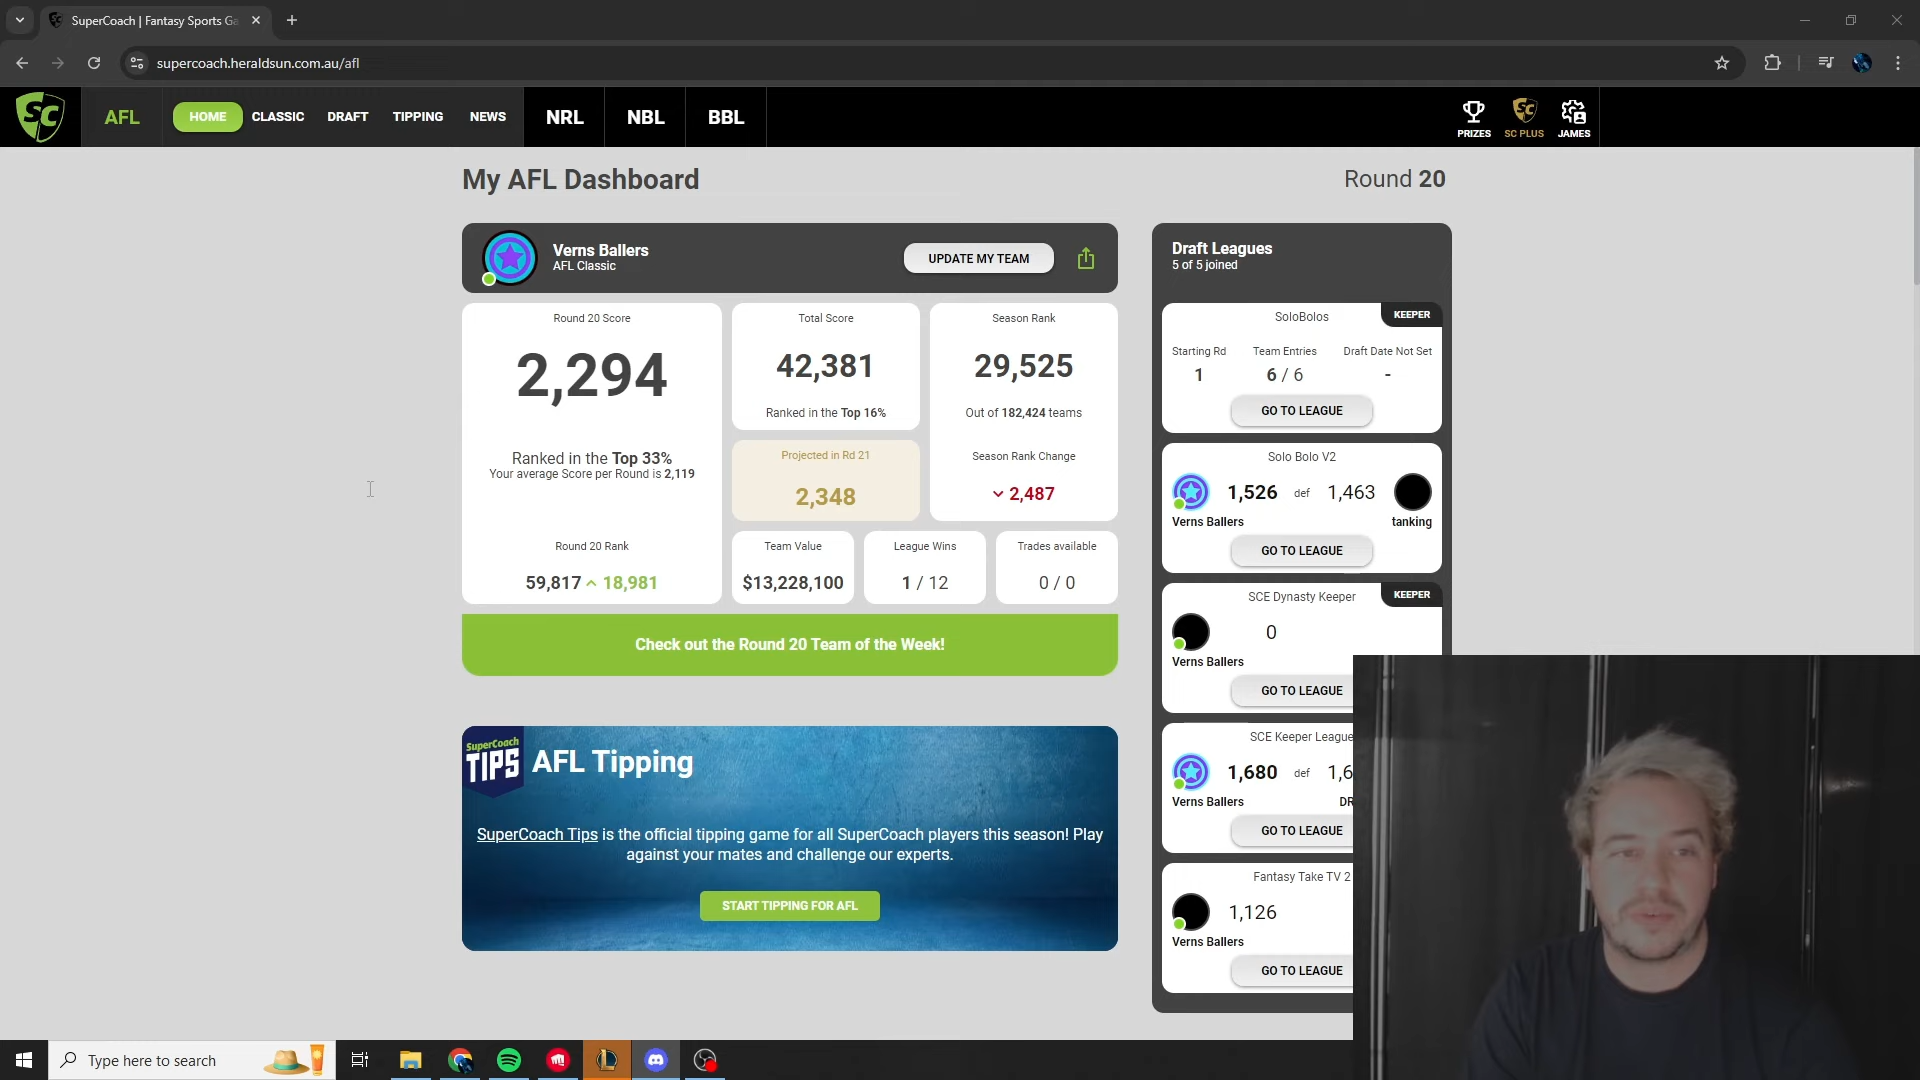 SuperCoach | Fantasy Sports Ga
supercoach.heraldsun.com.au/afl
SC
AFL
HOME
CLASSIC
DRAFT
TIPPING
NEWS
NRL
NBL
BBL
PRIZES
SC PLUS
JAMES
My AFL Dashboard
Round 20
Verns Ballers
AFL Classic
UPDATE MY TEAM
Round 20 Score
2,294
Ranked in the Top 33%
Your average Score per Round is 2,119
Round 20 Rank
59,817 18,981
Total Score
42,381
Ranked in the Top 16%
Projected in Rd 21
2,348
Season Rank
29,525
Out of 182,424 teams
Season Rank Change
2,487
Team Value
$13,228,100
League Wins
1 / 12
Trades available
0 / 0
Check out the Round 20 Team of the Week!
SuperCoach
TIPS
AFL Tipping
SuperCoach Tips is the official tipping game for all SuperCoach players this season! Play
against your mates and challenge our experts.
START TIPPING FOR AFL
Draft Leagues
5 of 5 joined
SoloBolos
KEEPER
Starting Rd
Team Entries
Draft Date Not Set
1
6 / 6
-
GO TO LEAGUE
Solo Bolo V2
1,526 def 1,463
Verns Ballers
tanking
GO TO LEAGUE
SCE Dynasty Keeper
KEEPER
0
Verns Ballers
GO TO LEAGUE
SCE Keeper League
1,680 def 1,6
Verns Ballers
DR
GO TO LEAGUE
Fantasy Take TV 2
1,126
Verns Ballers
GO TO LEAGUE
Type here to search